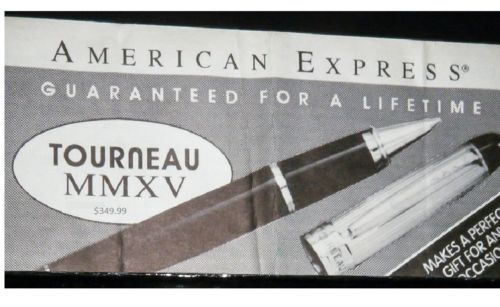 AMERICAN EXPRESS®
GUARANTEED FOR A LIFETIME
TOURNEAU
MMXV
$349.99
MAKES A PERFEC
GIFT FOR AN
OCCASIO